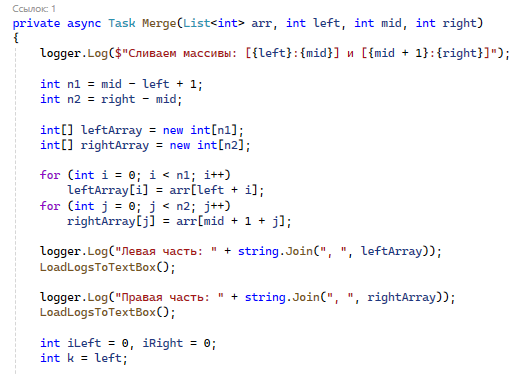 Ссылок: 1
private async Task Merge(List<int> arr, int left, int mid, int right)
{
    logger.Log($"Сливаем массивы: [{left}:{mid}] и [{mid + 1}:{right}]");

    int n1 = mid - left + 1;
    int n2 = right - mid;

    int[] leftArray = new int[n1];
    int[] rightArray = new int[n2];

    for (int i = 0; i < n1; i++)
        leftArray[i] = arr[left + i];
    for (int j = 0; j < n2; j++)
        rightArray[j] = arr[mid + 1 + j];

    logger.Log("Левая часть: " + string.Join(", ", leftArray));
    LoadLogsToTextBox();

    logger.Log("Правая часть: " + string.Join(", ", rightArray));
    LoadLogsToTextBox();

    int iLeft = 0, iRight = 0;
    int k = left;